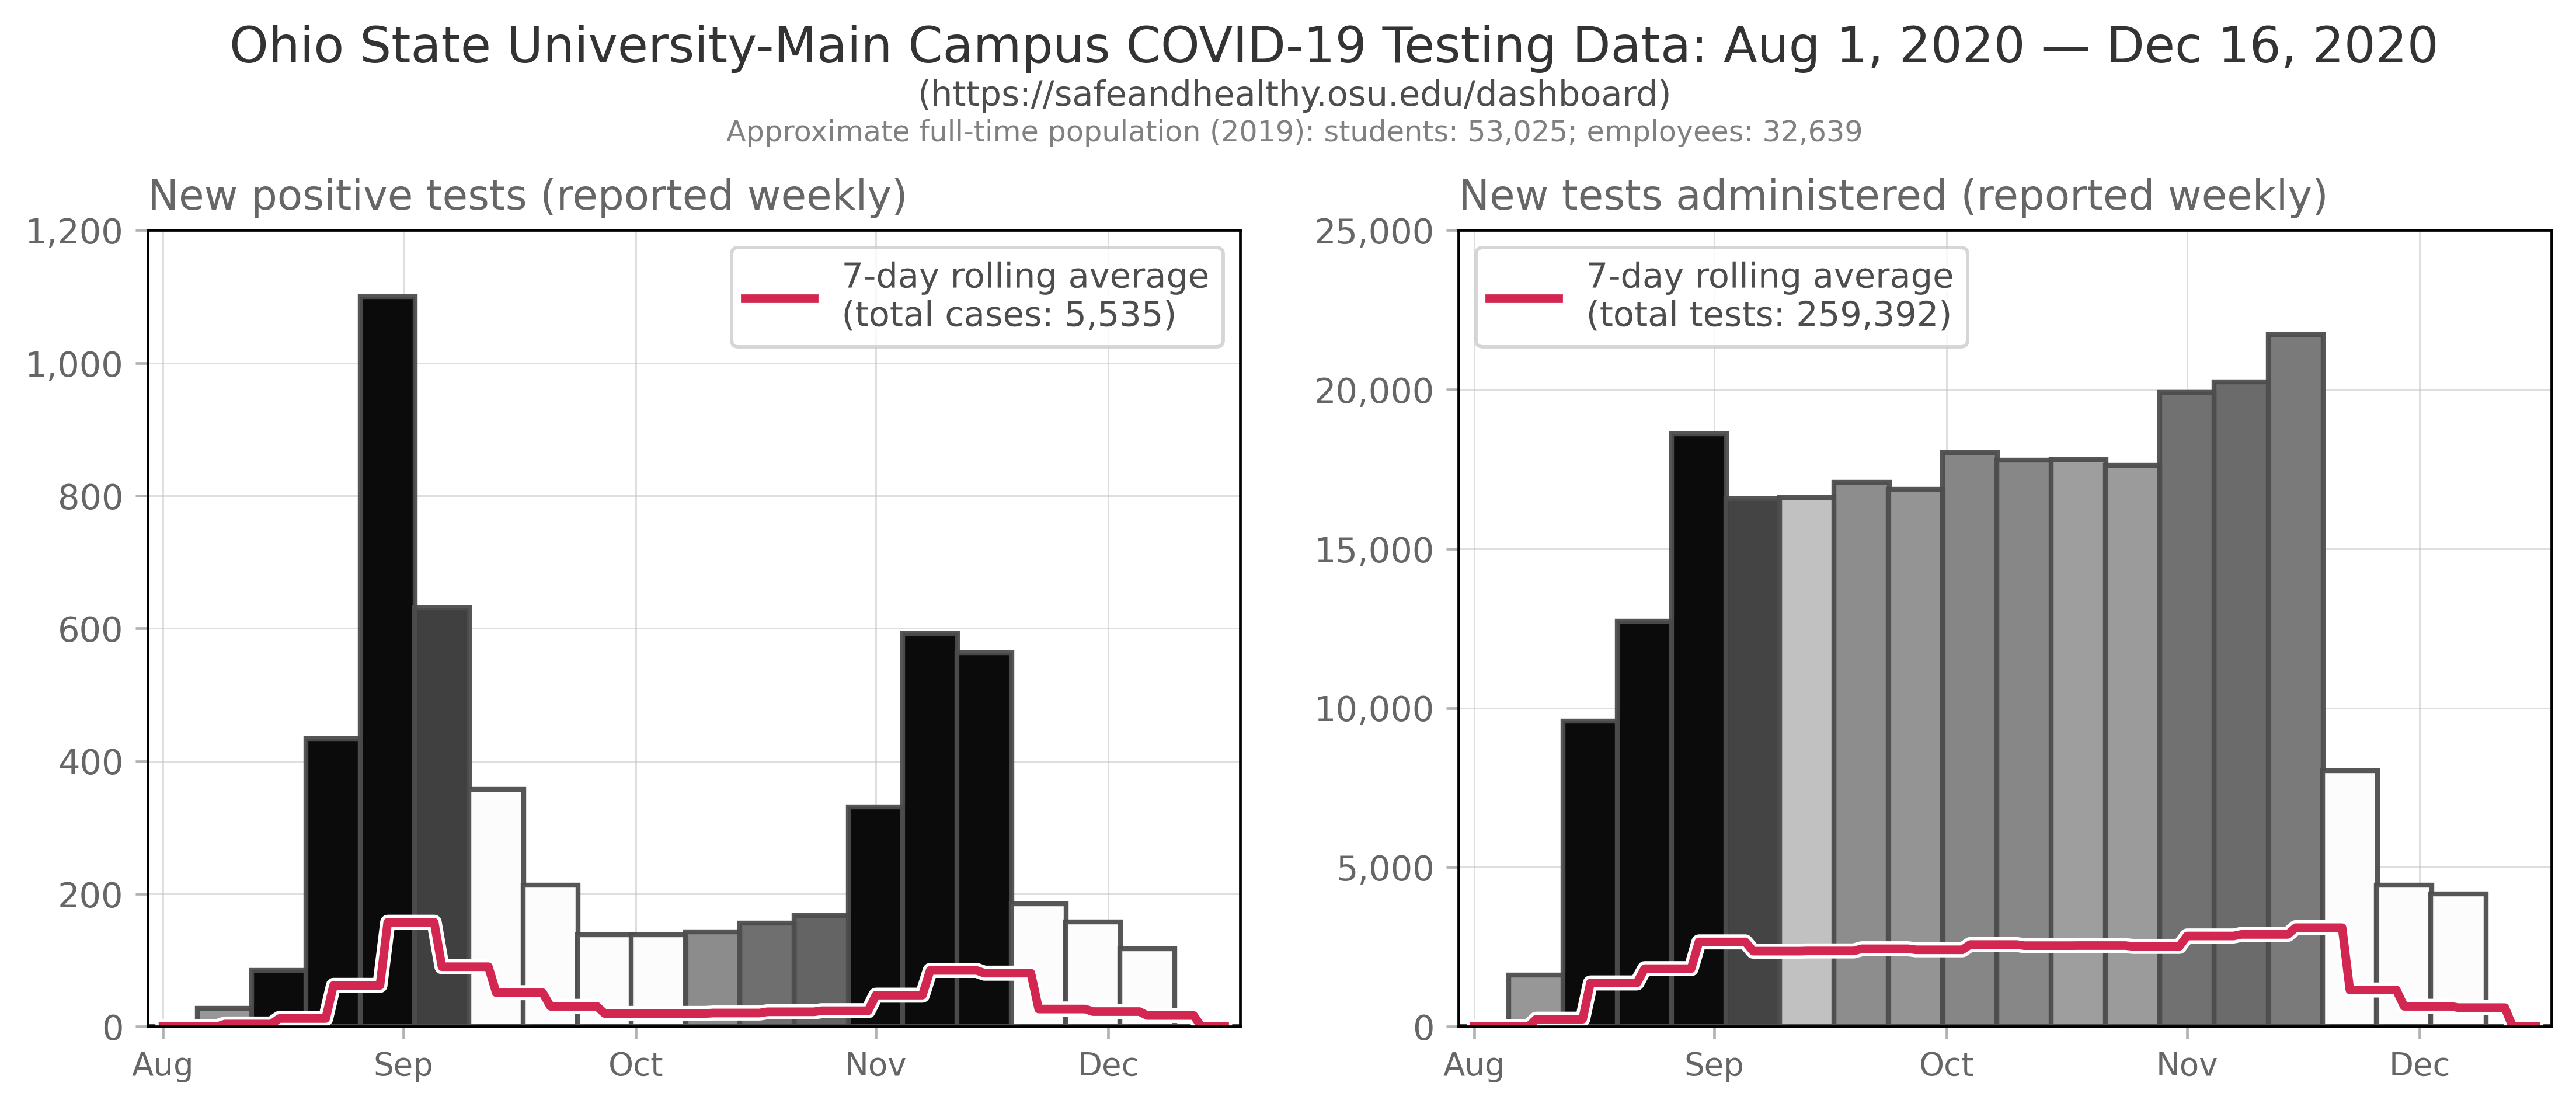 Ohio State University-Main Campus COVID-19 Testing Data: Aug 1, 2020 — Dec 16, 2020
(https://safeandhealthy.osu.edu/dashboard)
Approximate full-time population (2019): students: 53,025; employees: 32,639
New positive tests (reported weekly)
1,200
1,000
800
600
400
200
0
7-day rolling average
(total cases: 5,535)
Aug
Sep
Oct
Nov
Dec
New tests administered (reported weekly)
25,000
20,000
15,000
10,000
5,000
0
7-day rolling average
(total tests: 259,392)
Aug
Sep
Oct
Nov
Dec